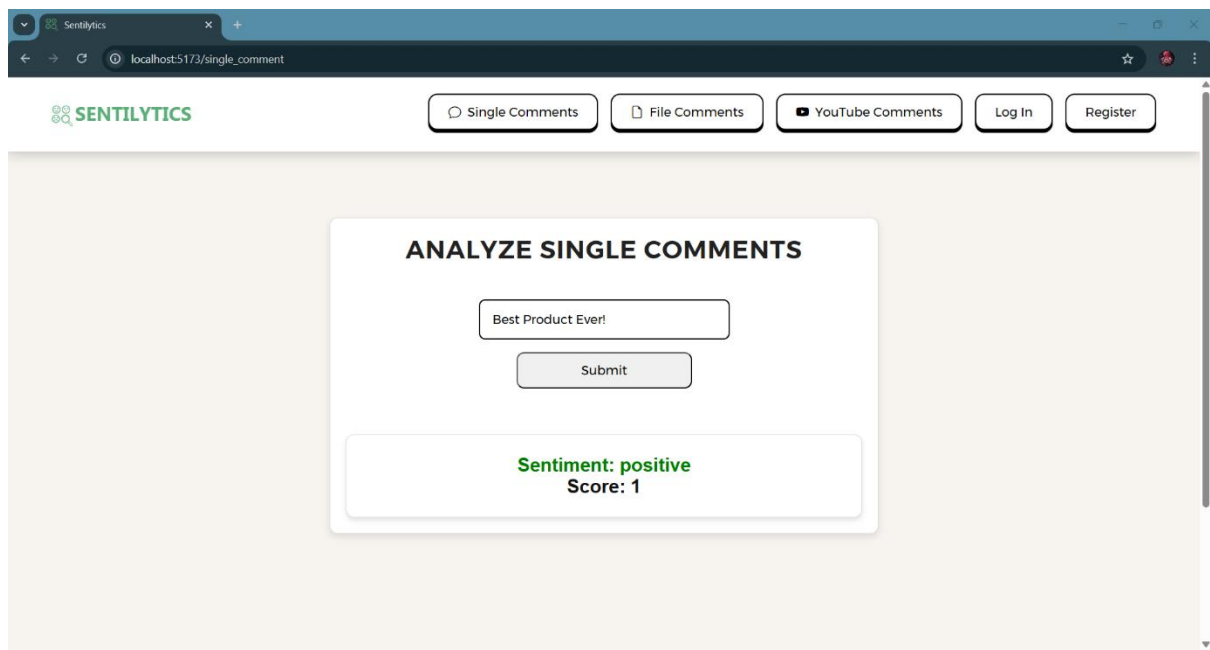 Sentilytics
localhost:5173/single_comment
SENTILYTICS
Single Comments
File Comments
YouTube Comments
Log In
Register
ANALYZE SINGLE COMMENTS
Best Product Ever!
Submit
Sentiment: positive
Score: 1